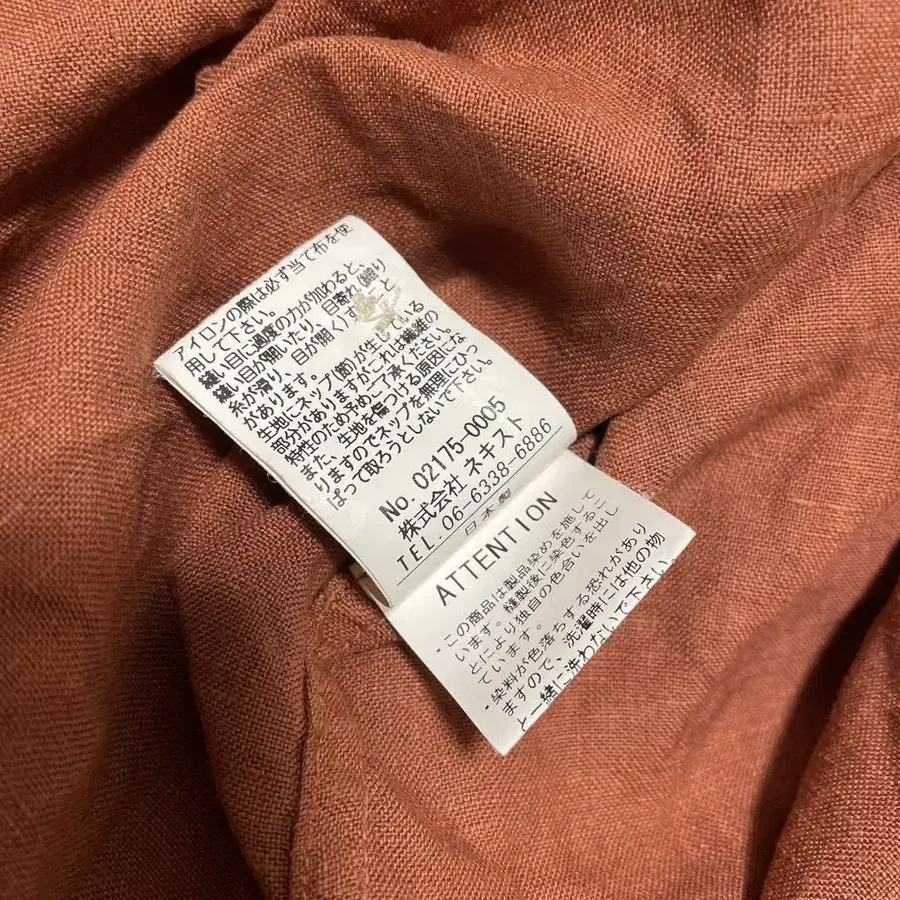 アイロンの際は必ず当て布を使
用して下さい。
縫い目に過度の力が加わると、
縫い目が開いたり、目寄れ(織り
糸が滑り、目が開く)すること
があります。
生地にネップ(節)が生じている
部分がありますがこれは繊維の
特性のため予めご了承ください。
また、生地を傷つける原因にな
りますのでネップを無理にひっ
ぱって取ろうとしないで下さい。
No. 02175-0005
株式会社 ネキスト
TEL. 06-6338-6886
日本製
ATTENTION
・この商品は製品染めを施して
います。縫製後に染色するこ
とにより独自の色合いを出し
ています。
・染料が色落ちする恐れがあり
ますので、洗濯時には他の物
と一緒に洗わないで下さい